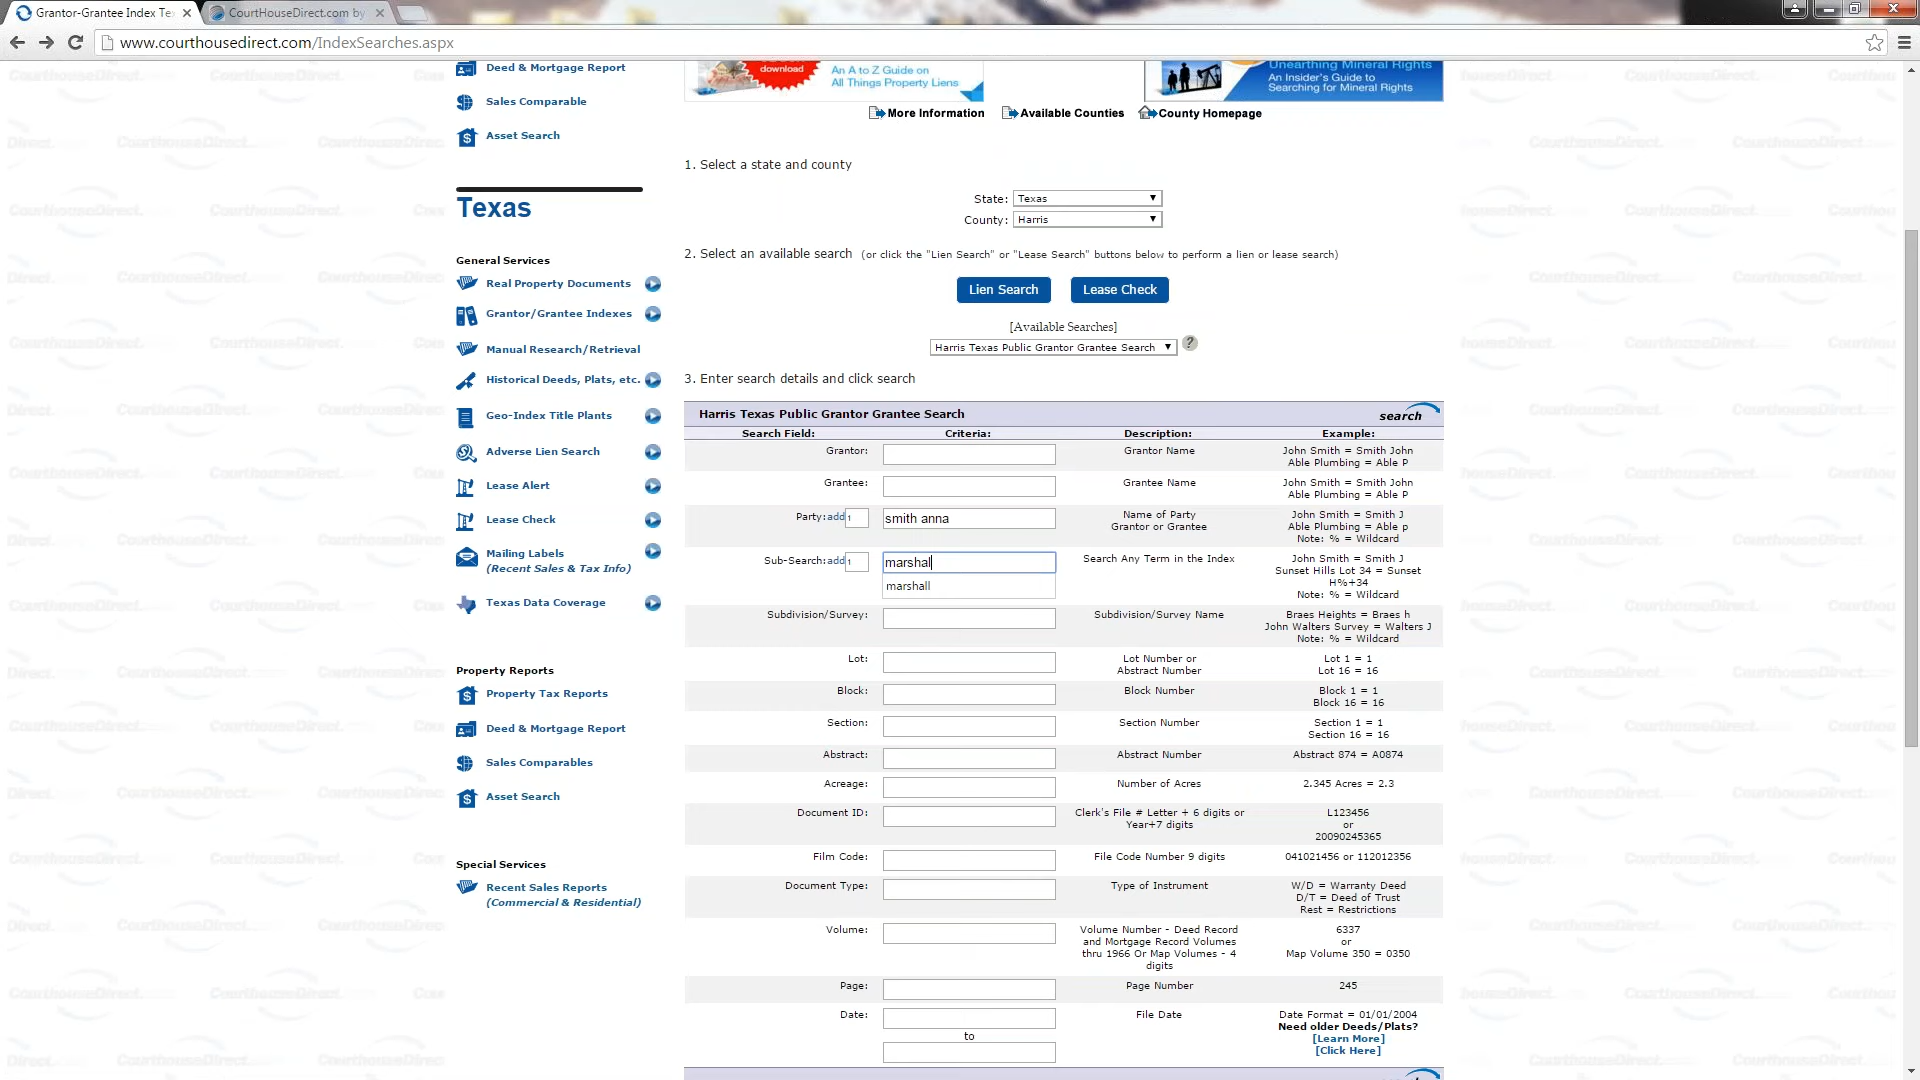 Grantor-Grantee Index Te
CourtHouseDirect.com by
www.courthousedirect.com/IndexSearches.aspx
Deed & Mortgage Report
Sales Comparable
Asset Search
Texas
General Services
Real Property Documents
Grantor/Grantee Indexes
Manual Research/Retrieval
Historical Deeds, Plats, etc.
Geo-Index Title Plants
Adverse Lien Search
Lease Alert
Lease Check
Mailing Labels
(Recent Sales & Tax Info)
Texas Data Coverage
Property Reports
Property Tax Reports
Deed & Mortgage Report
Sales Comparables
Asset Search
Special Services
Recent Sales Reports
(Commercial & Residential)
download
An A to Z Guide on
All Things Property Liens
Unearthing Mineral Rights
An Insider's Guide to
Searching for Mineral Rights
More Information Available Counties County Homepage
1. Select a state and county
State: Texas
County: Harris
2. Select an available search (or click the "Lien Search" or "Lease Search" buttons below to perform a lien or lease search)
Lien Search Lease Check
[Available Searches]
Harris Texas Public Grantor Grantee Search ?
3. Enter search details and click search
Harris Texas Public Grantor Grantee Search search
Search Field: Criteria: Description: Example:
Grantor: Grantor Name John Smith = Smith John
Able Plumbing = Able P
Grantee: Grantee Name John Smith = Smith John
Able Plumbing = Able P
Party:add 1 smith anna Name of Party John Smith = Smith J
Grantor or Grantee Able Plumbing = Able p
Note: % = Wildcard
Sub-Search:add 1 marshal Search Any Term in the Index John Smith = Smith J
Sunset Hills Lot 34 = Sunset
marshall H%+34
Note: % = Wildcard
Subdivision/Survey: Subdivision/Survey Name Braes Heights = Braes h
John Walters Survey = Walters J
Note: % = Wildcard
Lot: Lot Number or Lot 1 = 1
Abstract Number Lot 16 = 16
Block: Block Number Block 1 = 1
Block 16 = 16
Section: Section Number Section 1 = 1
Section 16 = 16
Abstract: Abstract Number Abstract 874 = A0874
Acreage: Number of Acres 2.345 Acres = 2.3
Document ID: Clerk's File # Letter + 6 digits or L123456
Year+7 digits or
20090245365
Film Code: File Code Number 9 digits 041021456 or 112012356
Document Type: Type of Instrument W/D = Warranty Deed
D/T = Deed of Trust
Rest = Restrictions
Volume: Volume Number - Deed Record 6337
and Mortgage Record Volumes or
thru 1966 Or Map Volumes - 4 Map Volume 350 = 0350
digits
Page: Page Number 245
Date: File Date Date Format = 01/01/2004
Need older Deeds/Plats?
to [Learn More]
[Click Here]